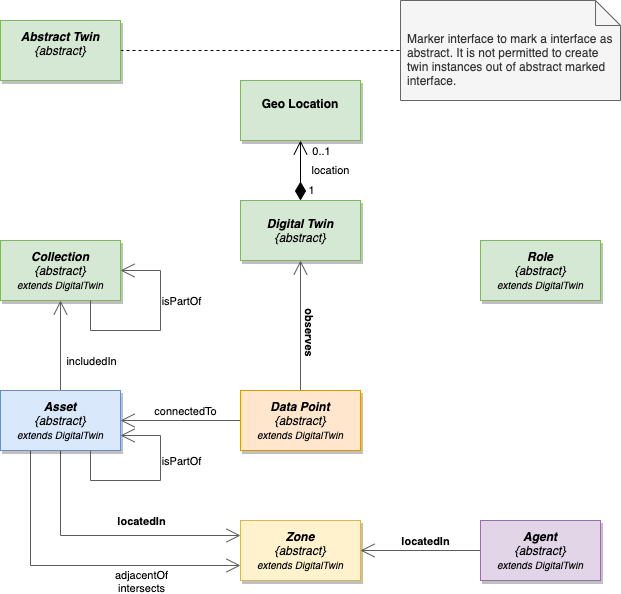 Abstract Twin
{abstract}
Marker interface to mark a interface as
abstract. It is not permitted to create
twin instances out of abstract marked
interface.
Geo Location
0..1
location
1
Digital Twin
{abstract}
Collection
{abstract}
extends DigitalTwin
isPartOf
Role
{abstract}
extends DigitalTwin
observes
includedIn
Asset
{abstract}
extends DigitalTwin
connectedTo
Data Point
{abstract}
extends DigitalTwin
isPartOf
locatedIn
Zone
{abstract}
extends DigitalTwin
locatedIn
Agent
{abstract}
extends DigitalTwin
adjacentOf
intersects